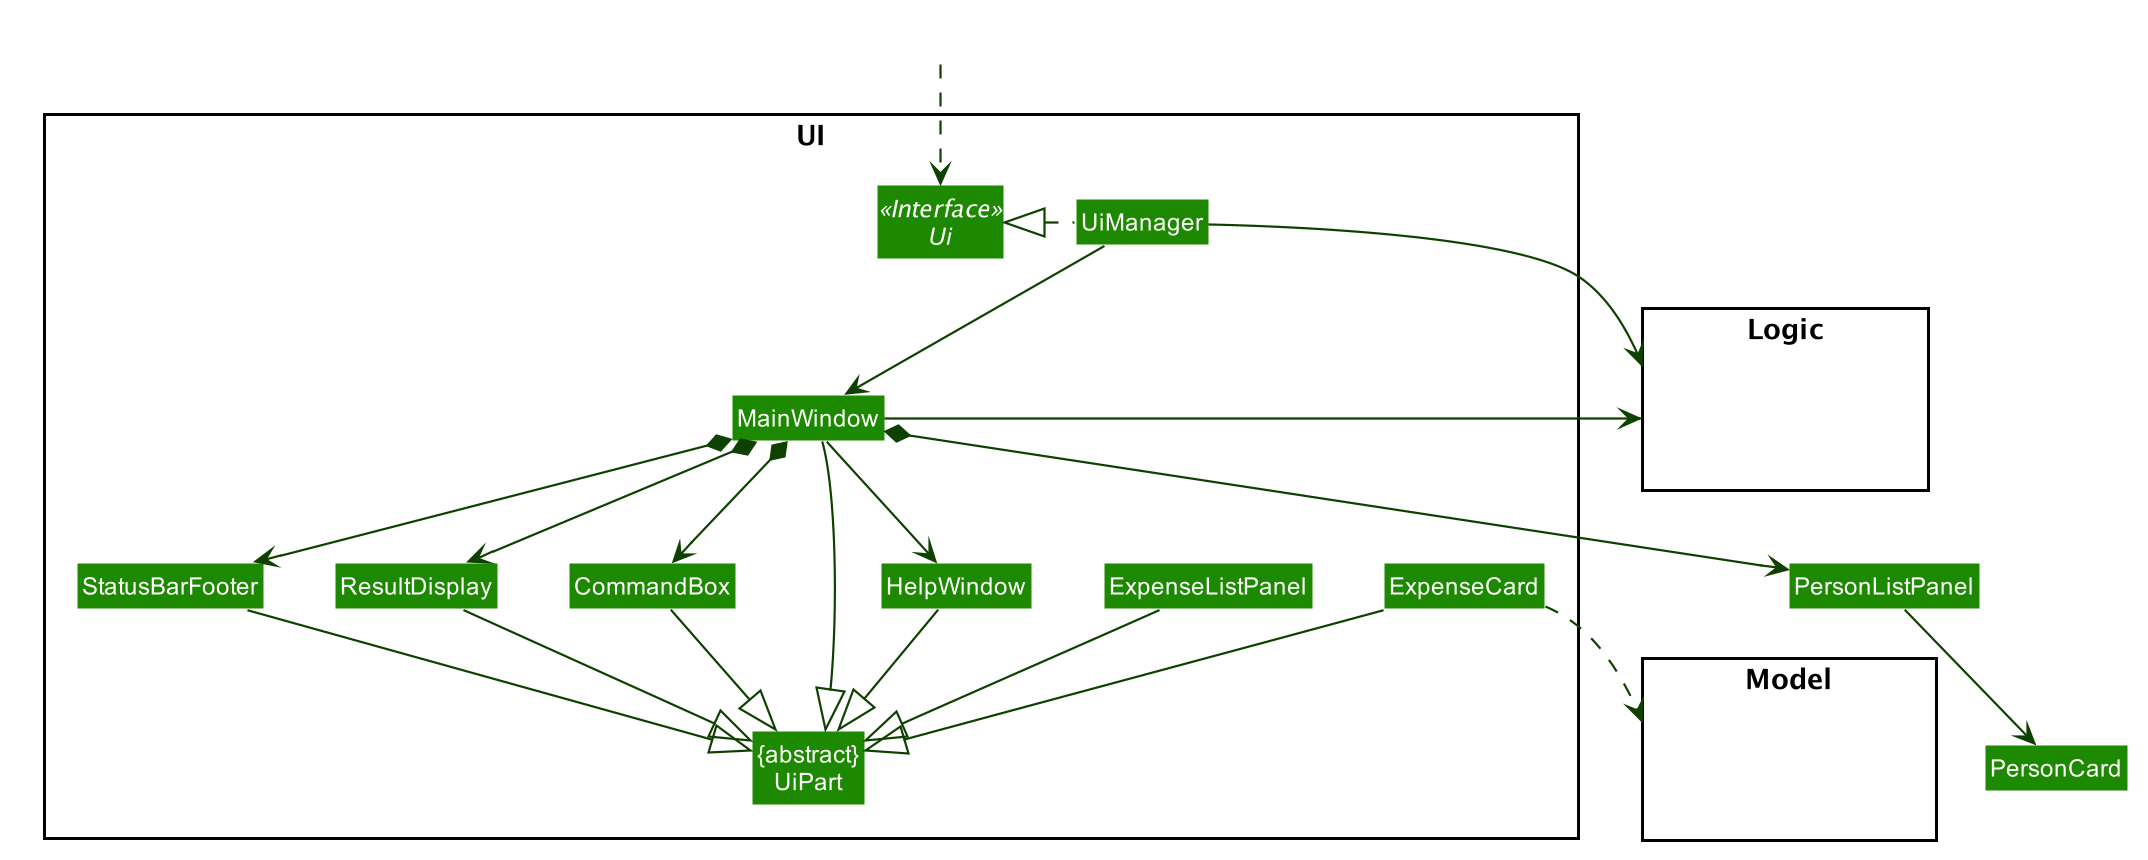 UI
«Interface»
Ui
UiManager
Logic
MainWindow
StatusBarFooter
ResultDisplay
CommandBox
HelpWindow
ExpenseListPanel
ExpenseCard
PersonListPanel
Model
{abstract}
UiPart
PersonCard